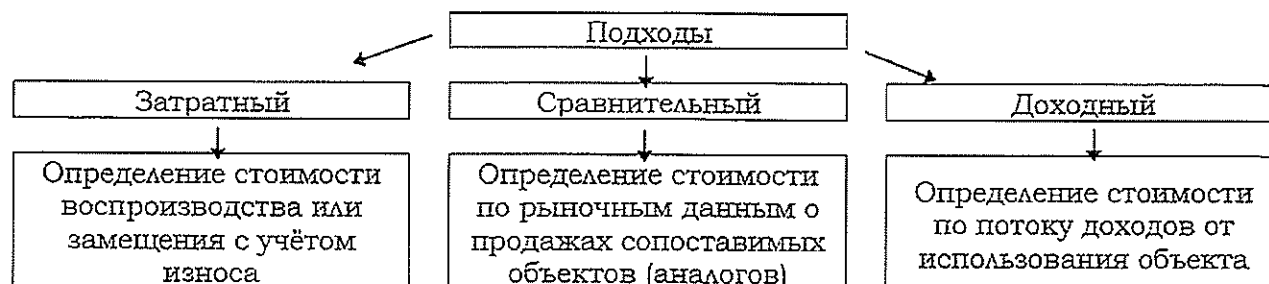 Подходы
Затратный
Сравнительный
Доходный
Определение стоимости
воспроизводства или
замещения с учётом
износа
Определение стоимости
по рыночным данным о
продажах сопоставимых
объектов (аналогов)
Определение стоимости
по потоку доходов от
использования объекта